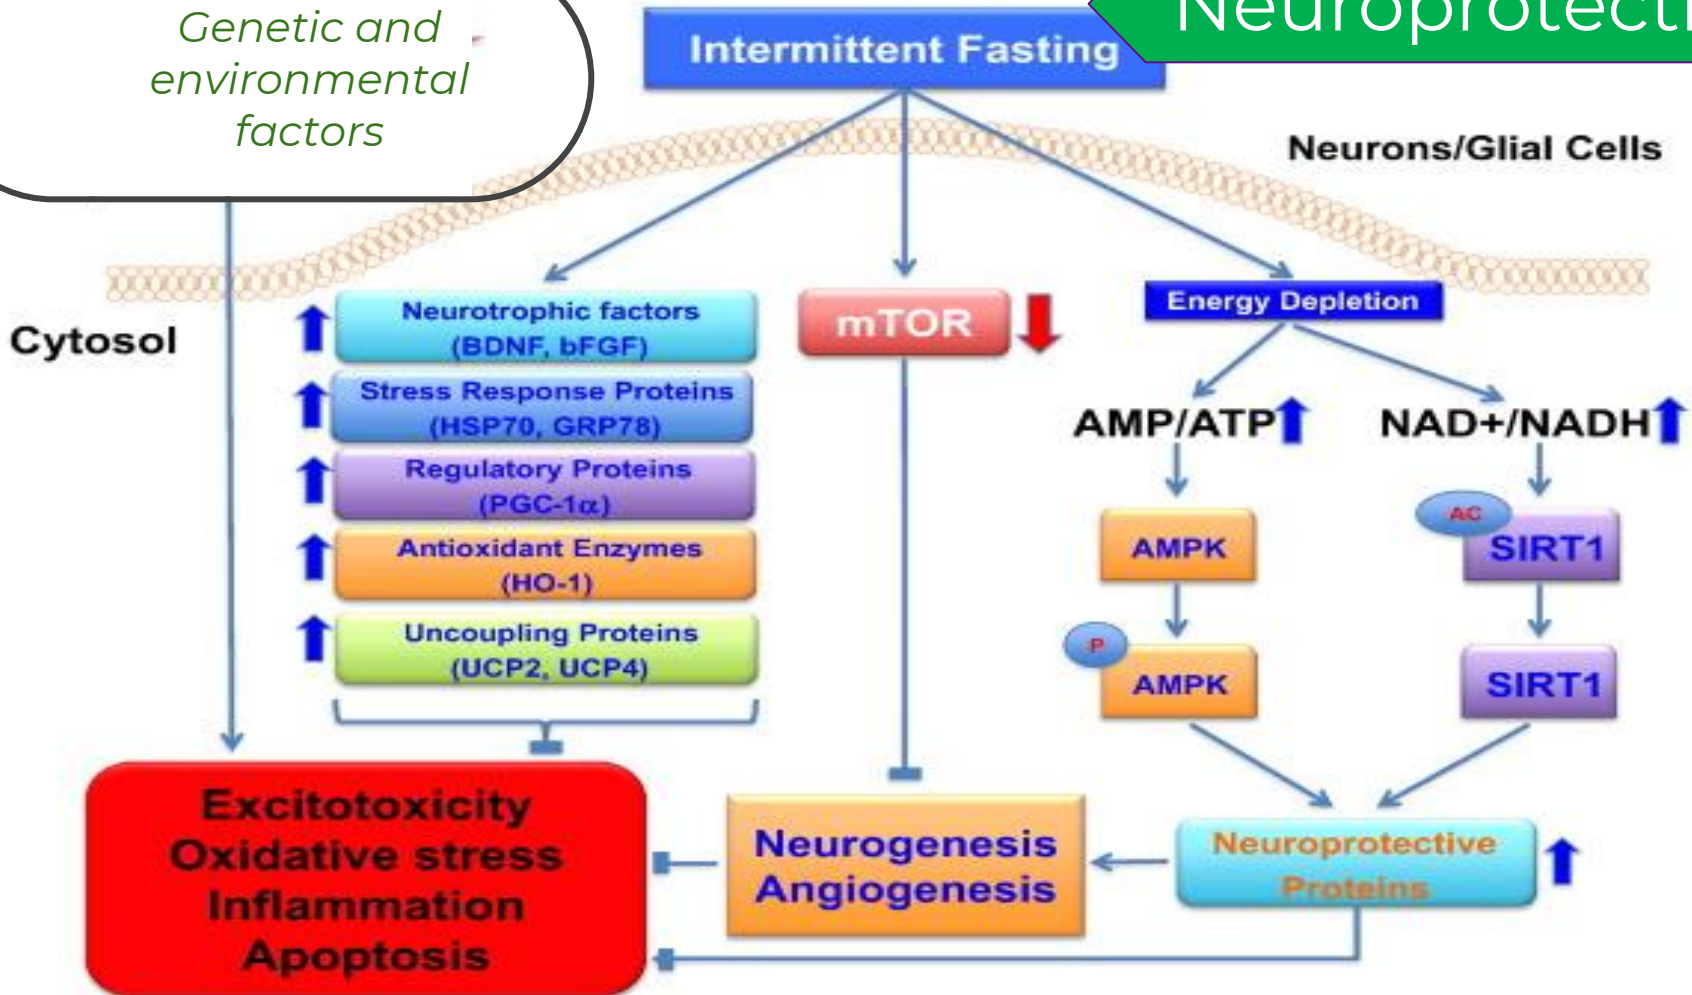 Genetic and
environmental
factors
Intermittent Fasting
Neuroprotecti
Neurons/Glial Cells
Cytosol
Neurotrophic factors
(BDNF, bFGF)
Stress Response Proteins
(HSP70, GRP78)
Regulatory Proteins
(PGC-1α)
Antioxidant Enzymes
(HO-1)
Uncoupling Proteins
(UCP2, UCP4)
mTOR
Energy Depletion
AMP/ATP
NAD+/NADH
AMPK
AC
SIRT1
P
AMPK
SIRT1
Excitotoxicity
Oxidative stress
Inflammation
Apoptosis
Neurogenesis
Angiogenesis
Neuroprotective
Proteins